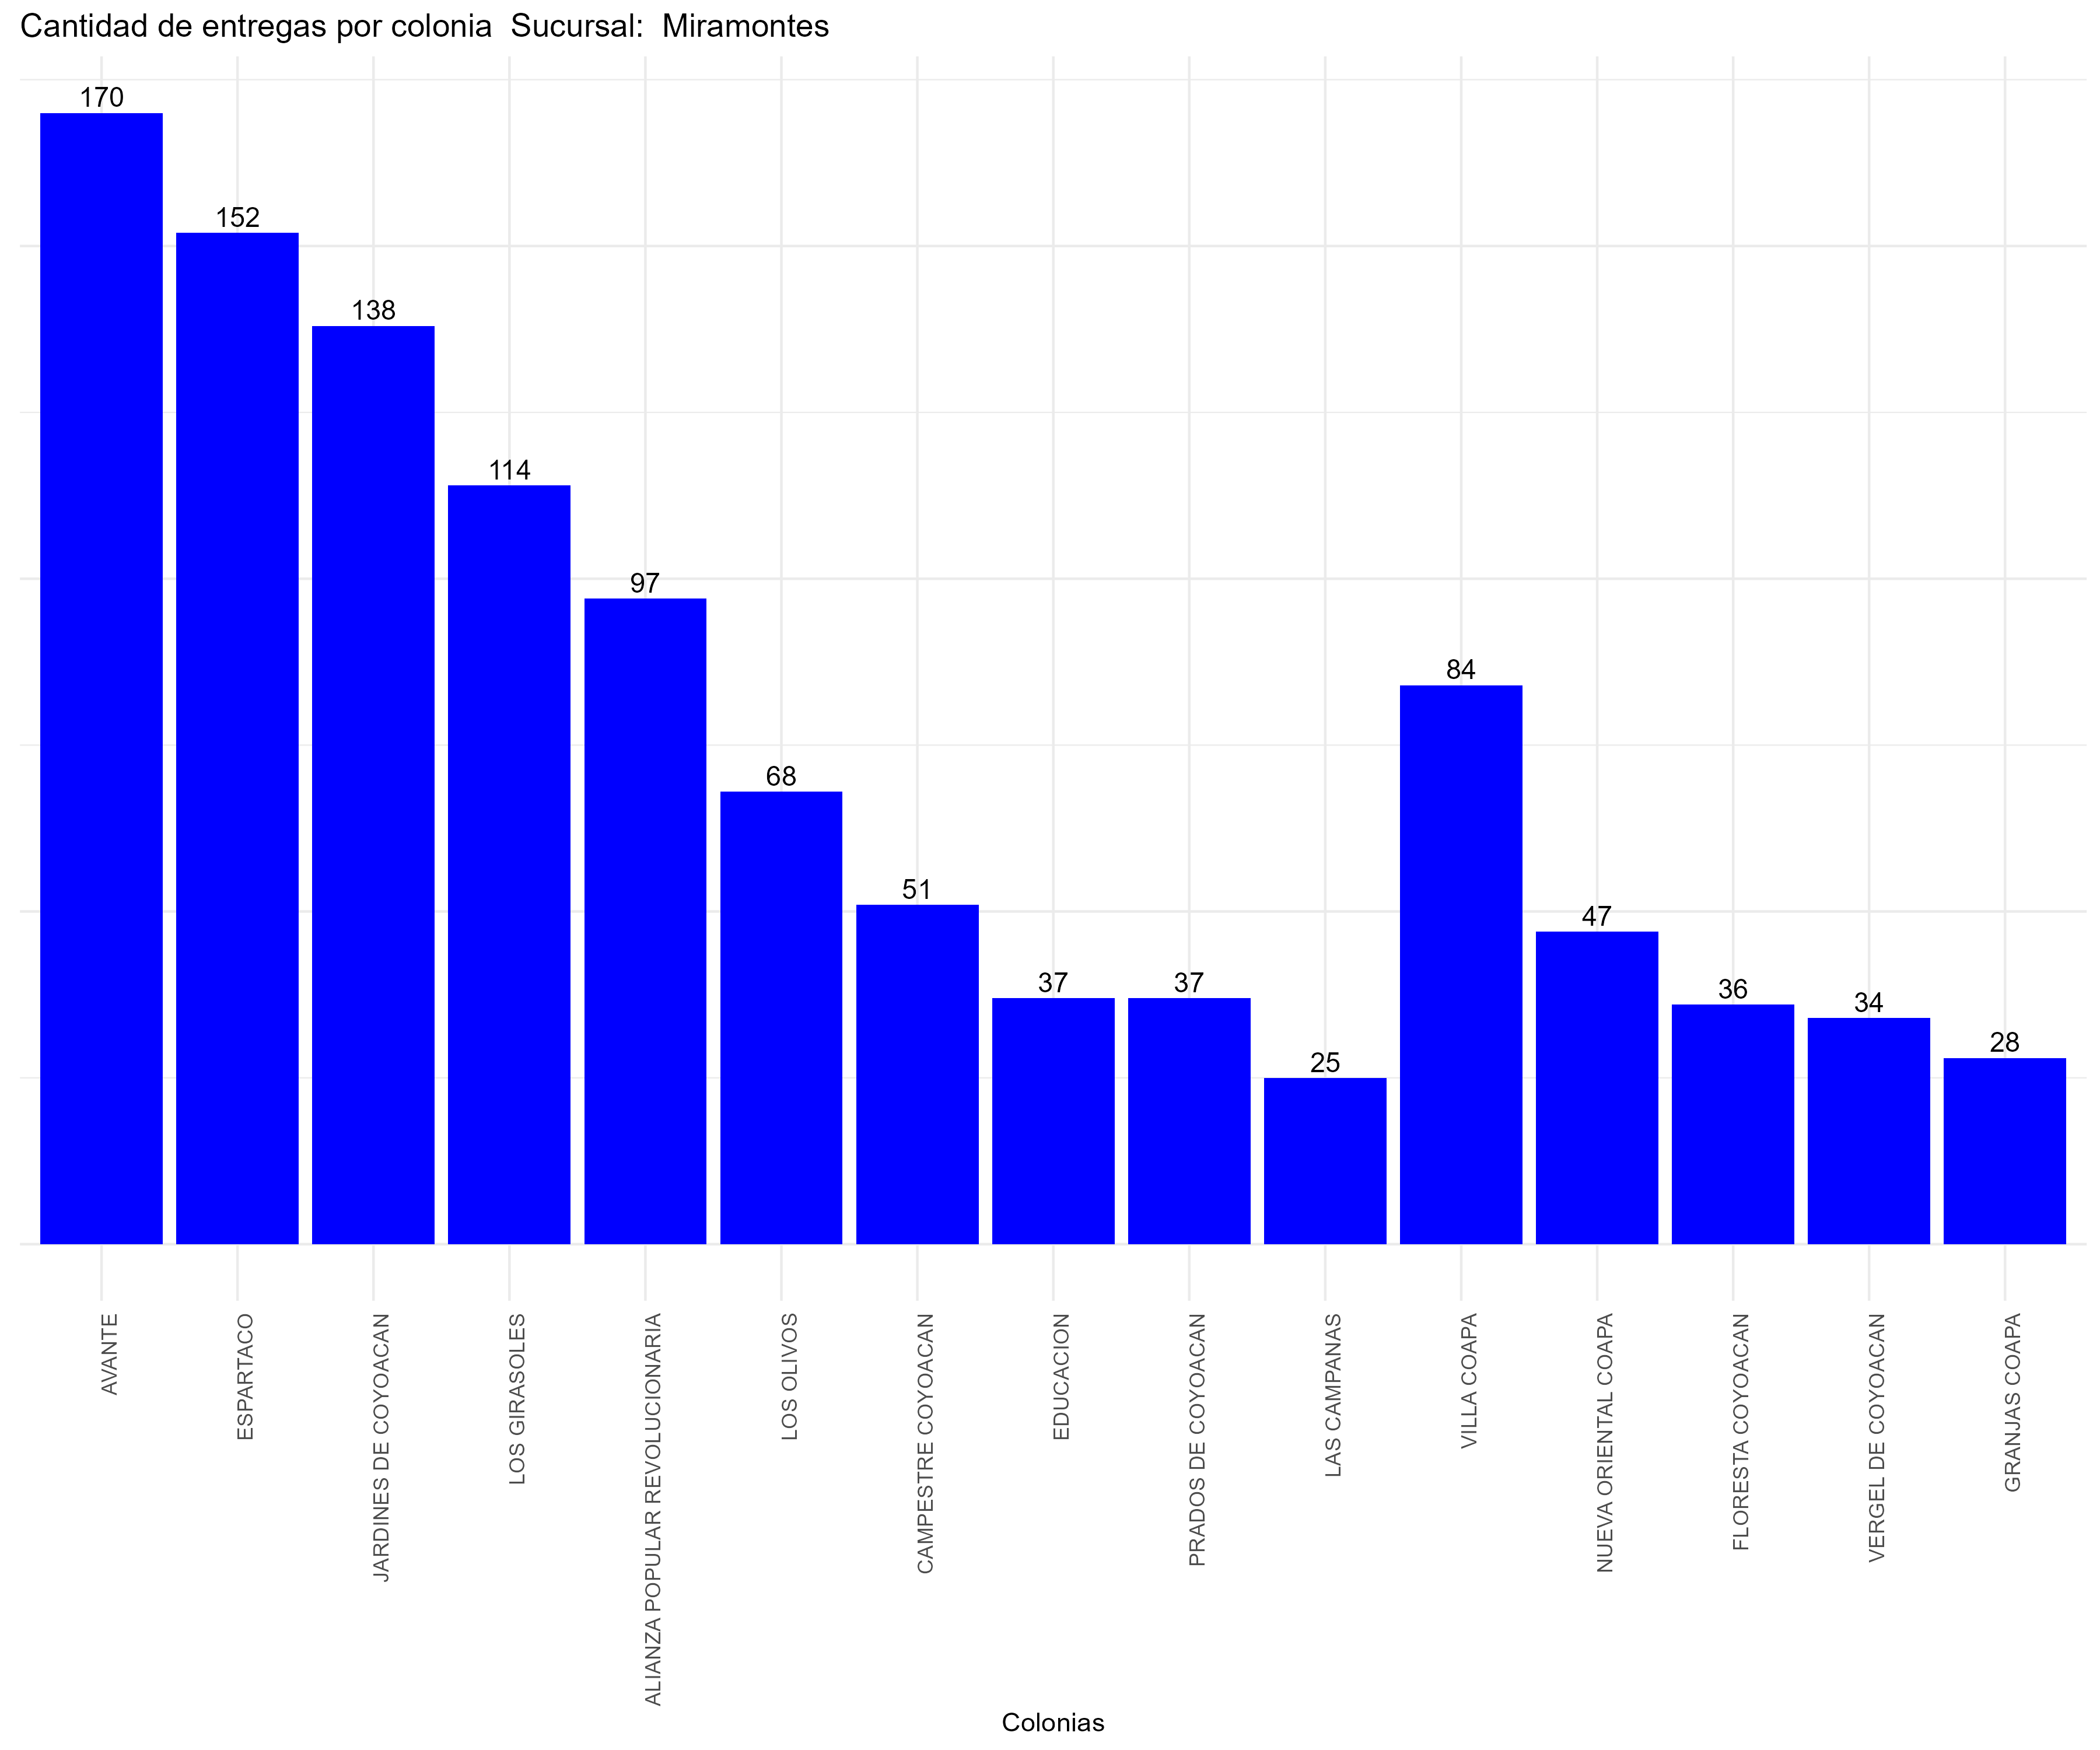 Cantidad de entregas por colonia  Sucursal:  Miramontes
170
152
138
114
97
68
51
37
37
25
84
47
36
34
28
AVANTE
ESPARTACO
JARDINES DE COYOACAN
LOS GIRASOLES
ALIANZA POPULAR REVOLUCIONARIA
LOS OLIVOS
CAMPESTRE COYOACAN
EDUCACION
PRADOS DE COYOACAN
LAS CAMPANAS
VILLA COAPA
NUEVA ORIENTAL COAPA
FLORESTA COYOACAN
VERGEL DE COYOACAN
GRANJAS COAPA
Colonias